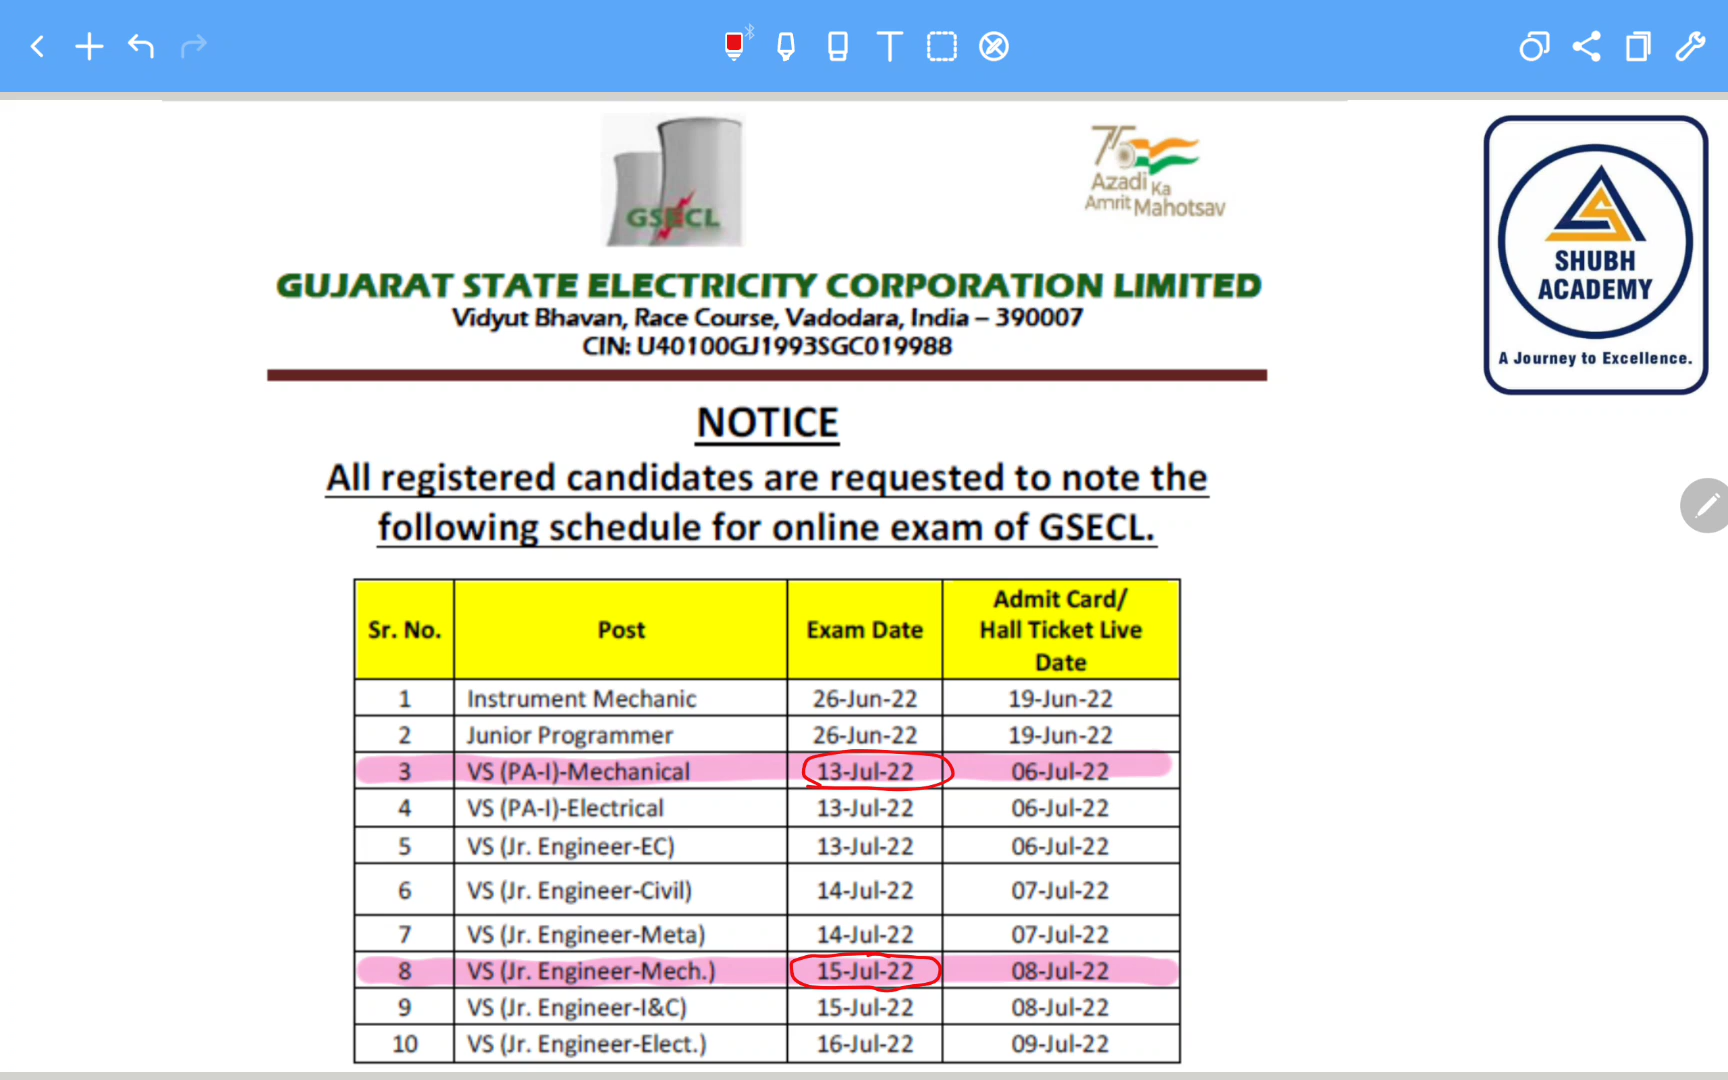 GSECL
75
Azadi Ka
Amrit Mahotsav
SHUBH
ACADEMY
A Journey to Excellence.
GUJARAT STATE ELECTRICITY CORPORATION LIMITED
Vidyut Bhavan, Race Course, Vadodara, India – 390007
CIN: U40100GJ1993SGC019988
NOTICE
All registered candidates are requested to note the
following schedule for online exam of GSECL.
Sr. No. Post Exam Date Admit Card/ Hall Ticket Live Date
1 Instrument Mechanic 26-Jun-22 19-Jun-22
2 Junior Programmer 26-Jun-22 19-Jun-22
3 VS (PA-I)-Mechanical 13-Jul-22 06-Jul-22
4 VS (PA-I)-Electrical 13-Jul-22 06-Jul-22
5 VS (Jr. Engineer-EC) 13-Jul-22 06-Jul-22
6 VS (Jr. Engineer-Civil) 14-Jul-22 07-Jul-22
7 VS (Jr. Engineer-Meta) 14-Jul-22 07-Jul-22
8 VS (Jr. Engineer-Mech.) 15-Jul-22 08-Jul-22
9 VS (Jr. Engineer-I&C) 15-Jul-22 08-Jul-22
10 VS (Jr. Engineer-Elect.) 16-Jul-22 09-Jul-22